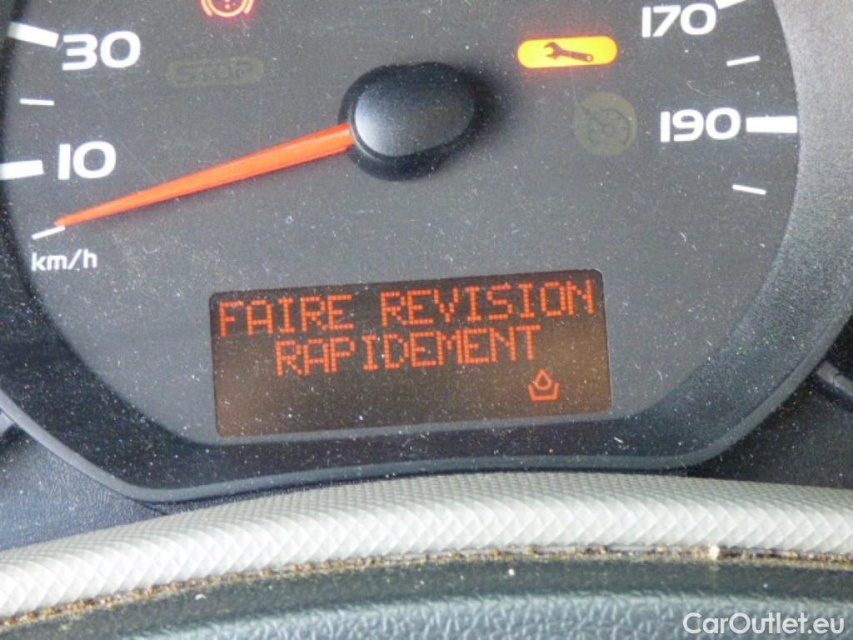 30
STOP
170
10
190
km/h
FAIRE REVISION
RAPIDEMENT
CarOutlet.eu